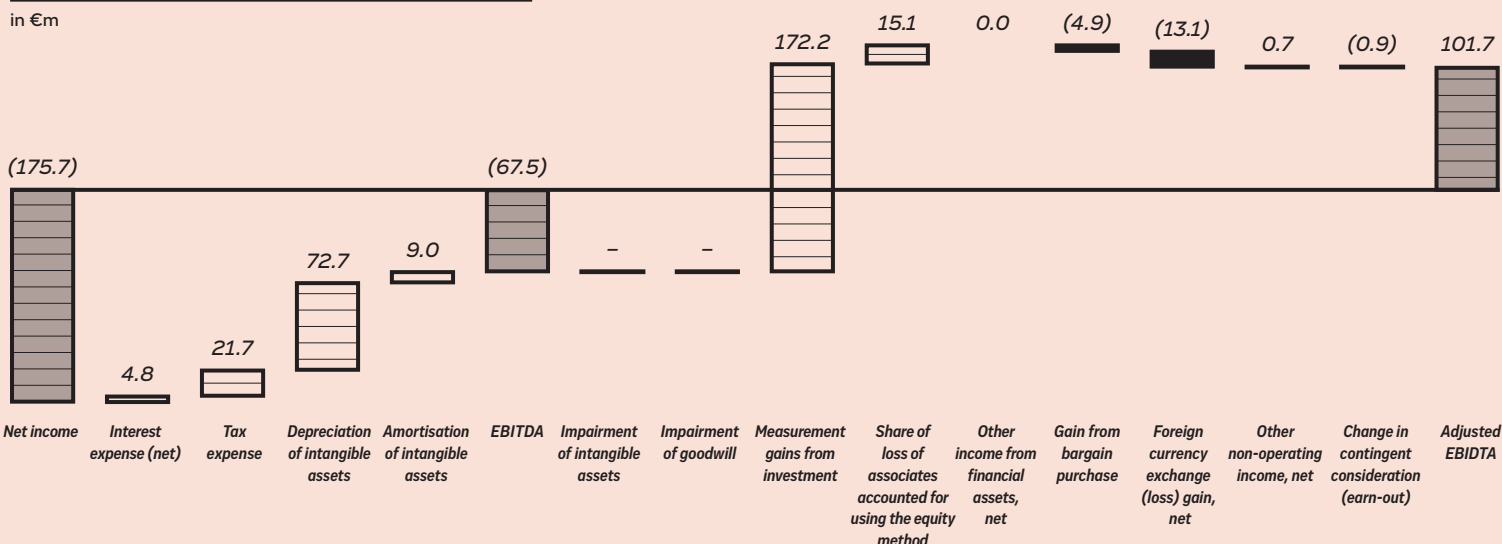 in €m
(175.7)
4.8
21.7
72.7
9.0
(67.5)
–
–
172.2
15.1
0.0
(4.9)
(13.1)
0.7
(0.9)
101.7
Net income
Interest
expense (net)
Tax
expense
Depreciation
of intangible
assets
Amortisation
of intangible
assets
EBITDA
Impairment
of intangible
assets
Impairment
of goodwill
Measurement
gains from
investment
Share of
loss of
associates
accounted for
using the equity
method
Other
income from
financial
assets,
net
Gain from
bargain
purchase
Foreign
currency
exchange
(loss) gain,
net
Other
non-operating
income, net
Change in
contingent
consideration
(earn-out)
Adjusted
EBIDTA